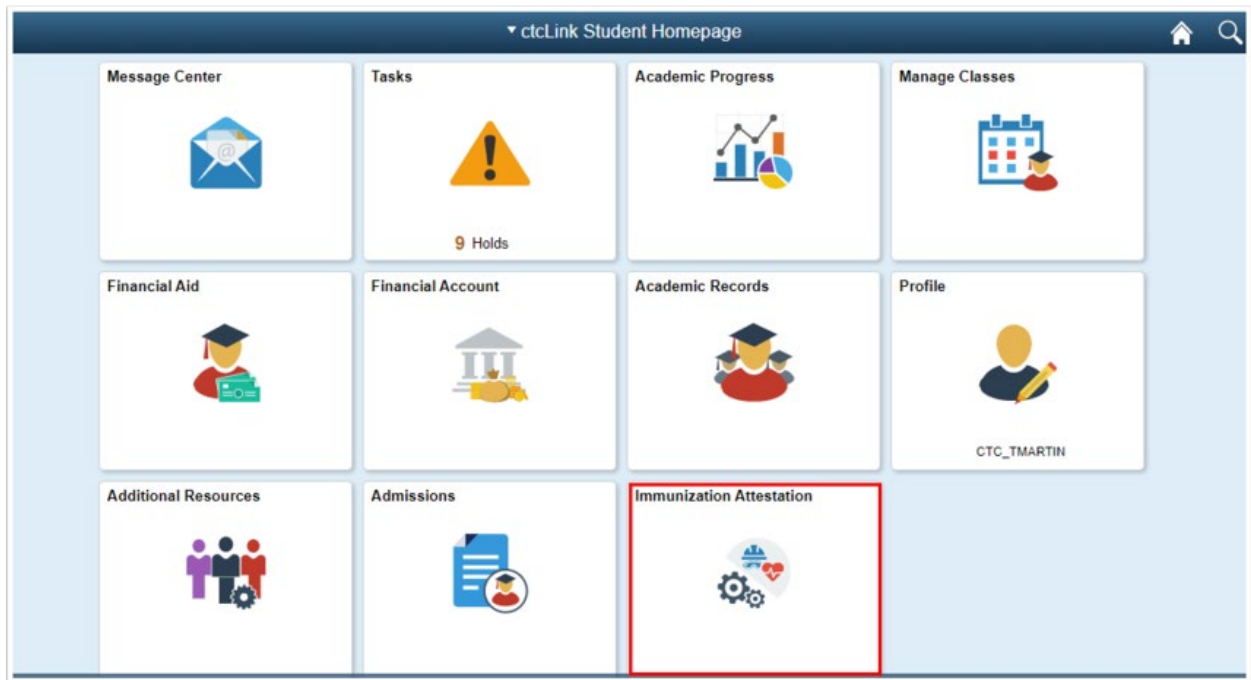 ctcLink Student Homepage
Message Center
Tasks
Academic Progress
Manage Classes
@
9 Holds
Financial Aid
Financial Account
Academic Records
Profile
CTC_TMARTIN
Additional Resources
Admissions
Immunization Attestation